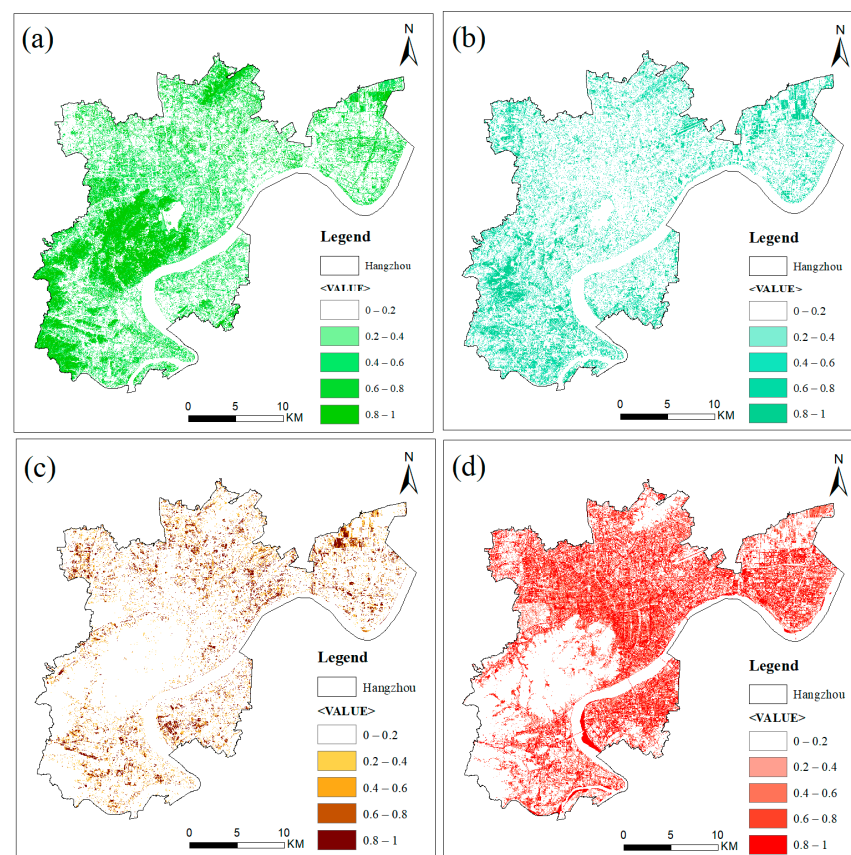 (a)
N
Legend
Hangzhou
<VALUE>
0 – 0.2
0.2 – 0.4
0.4 – 0.6
0.6 – 0.8
0.8 – 1
0 5 10
KM
(b)
N
Legend
Hangzhou
<VALUE>
0 – 0.2
0.2 – 0.4
0.4 – 0.6
0.6 – 0.8
0.8 – 1
0 5 10
KM
(c)
N
Legend
Hangzhou
<VALUE>
0 – 0.2
0.2 – 0.4
0.4 – 0.6
0.6 – 0.8
0.8 – 1
0 5 10
KM
(d)
N
Legend
Hangzhou
<VALUE>
0 – 0.2
0.2 – 0.4
0.4 – 0.6
0.6 – 0.8
0.8 – 1
0 5 10
KM